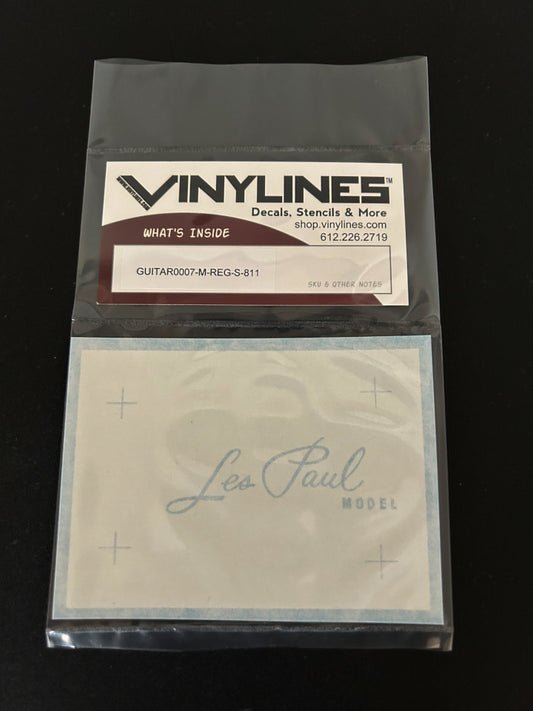 VINYLINES™
Decals, Stencils & More
shop.vinylines.com
612.226.2719
WHAT'S INSIDE
GUITAR0007-M-REG-S-811
SKU & OTHER NOTES
Les Paul
MODEL